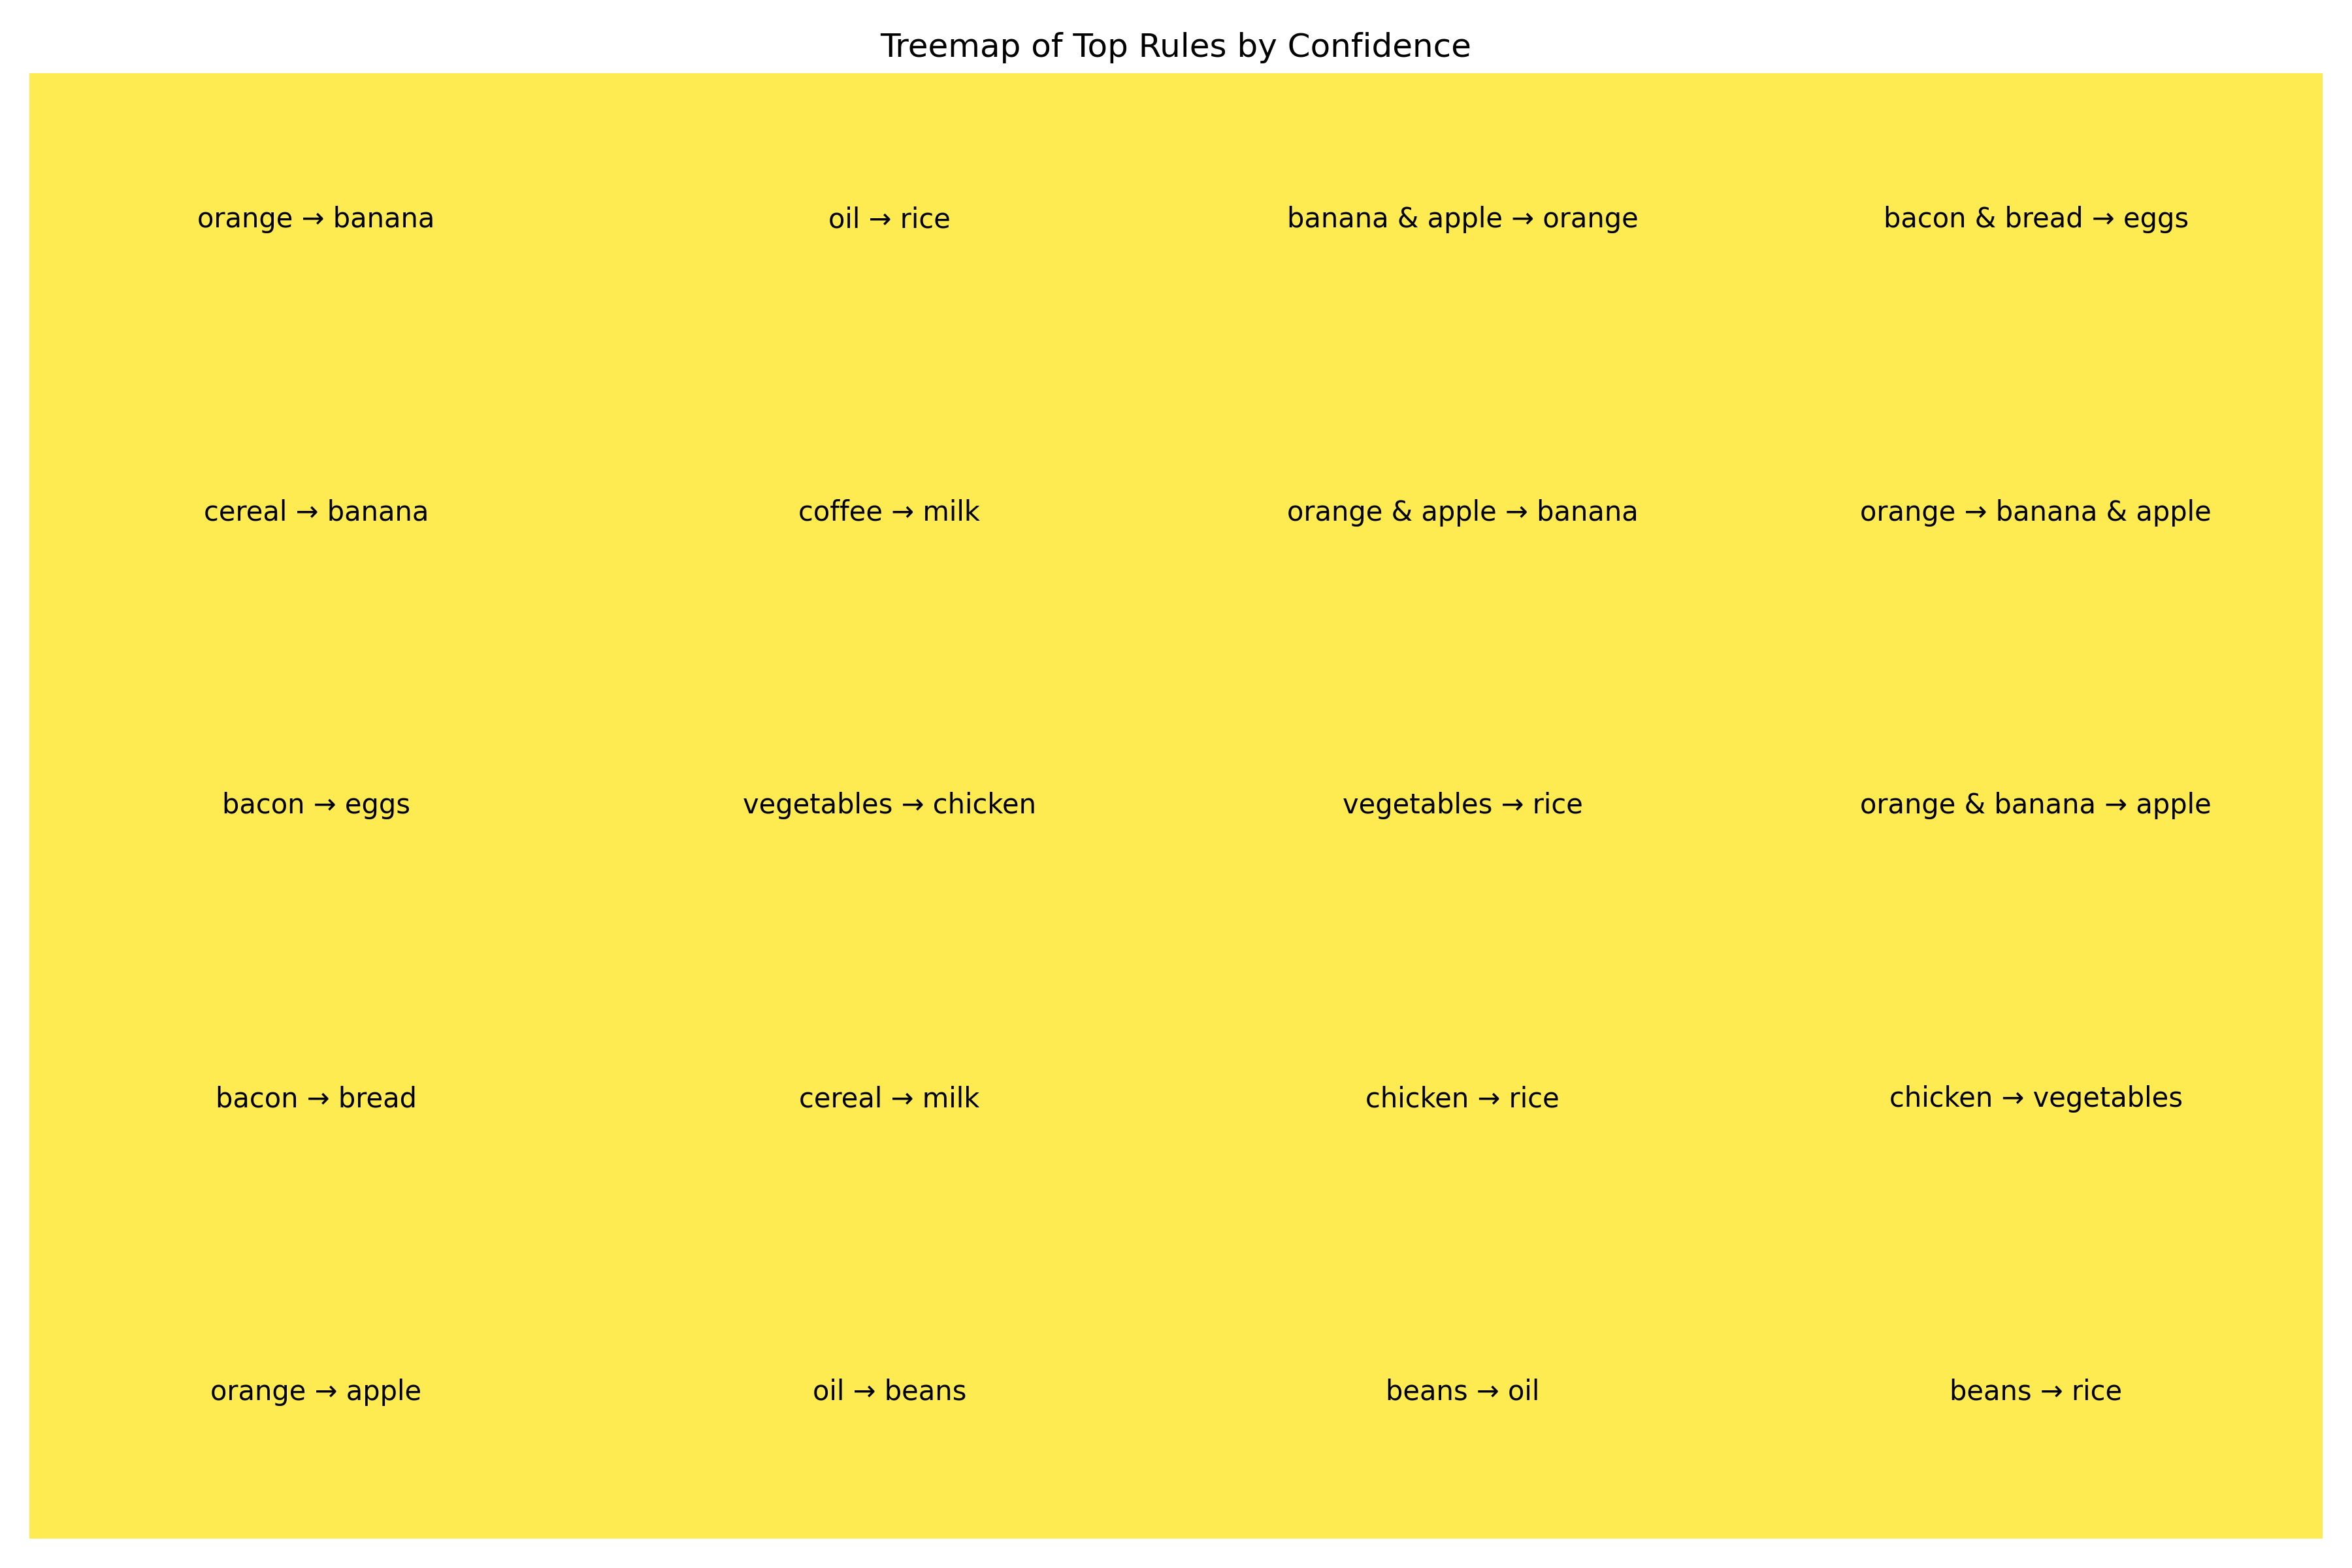 Treemap of Top Rules by Confidence
orange → banana
oil → rice
banana & apple → orange
bacon & bread → eggs
cereal → banana
coffee → milk
orange & apple → banana
orange → banana & apple
bacon → eggs
vegetables → chicken
vegetables → rice
orange & banana → apple
bacon → bread
cereal → milk
chicken → rice
chicken → vegetables
orange → apple
oil → beans
beans → oil
beans → rice